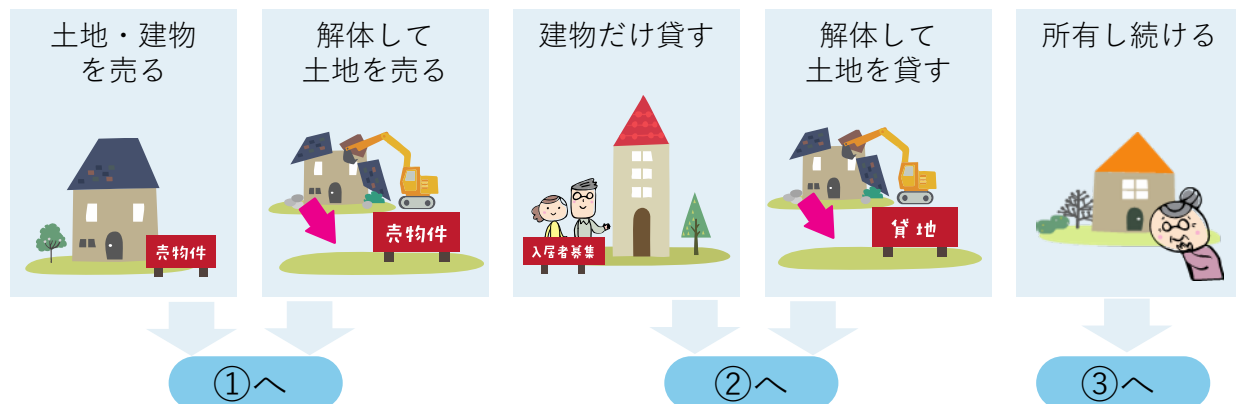 土地・建物
を売る
売物件
解体して
土地を売る
売物件
建物だけ貸す
入居者募集
解体して
土地を貸す
貸地
所有し続ける
①へ
②へ
③へ